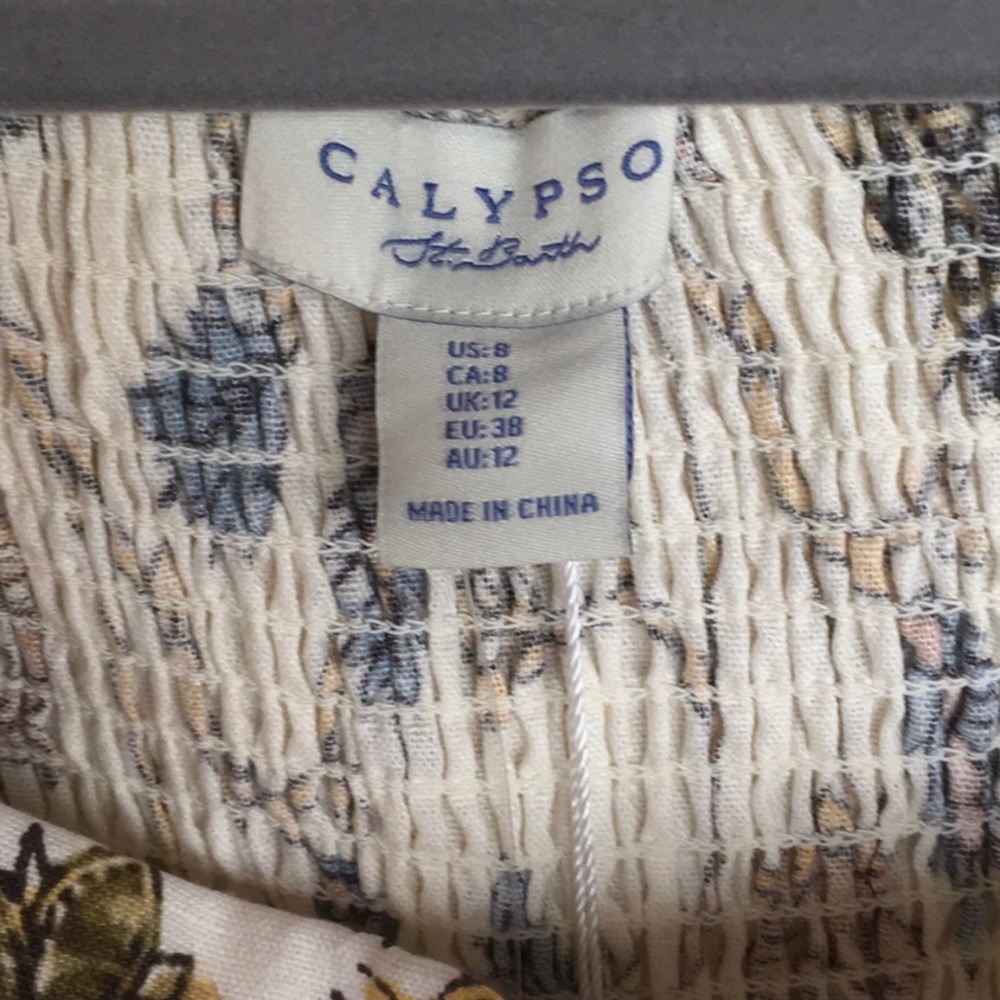 CALYPSO
St. Barth
US:8
CA:8
UK:12
EU:38
AU:12
MADE IN CHINA